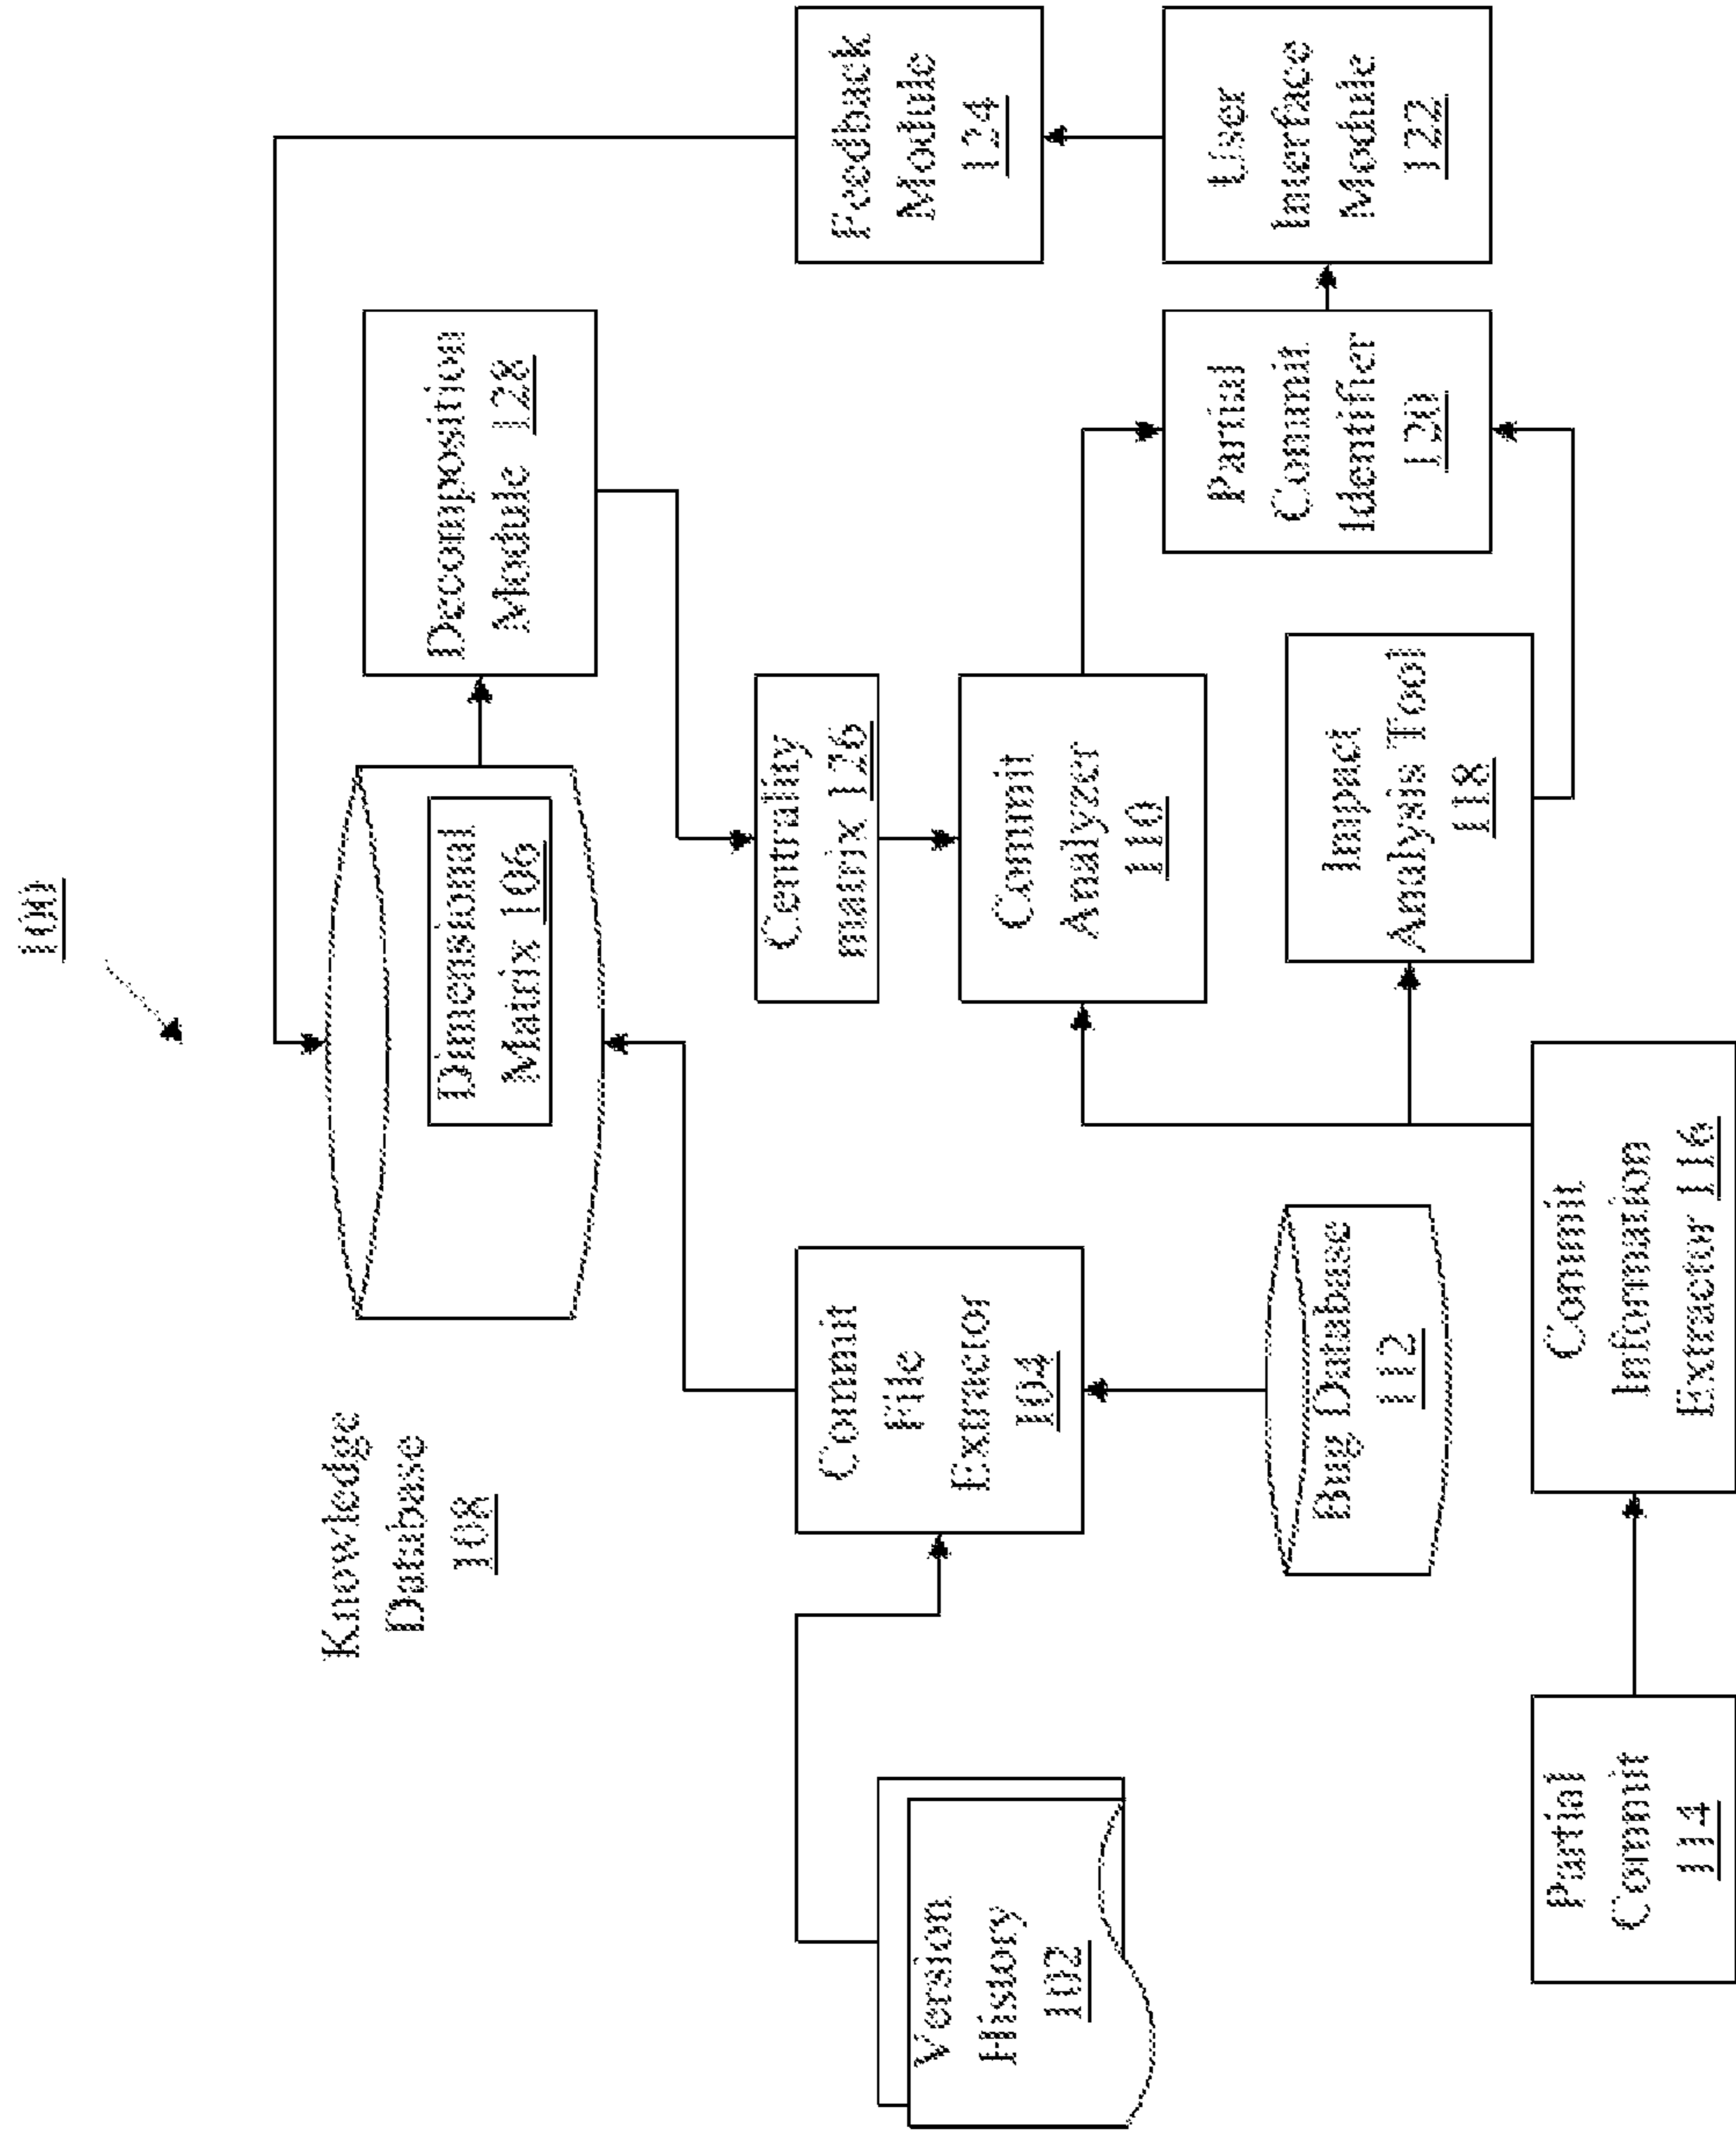 100
Knowledge
Database
108
Dimensional
Matrix 106
Decomposition
Module 128
Version
History
102
Commit
File
Extractor
104
Centrality
matrix 126
Feedback
Module
124
Bug Database
112
Commit
Analyzer
110
Partial
Commit
114
Commit
Information
Extractor 116
Impact
Analysis Tool
118
Partial
Commit
Identifier
120
User
Interface
Module
122